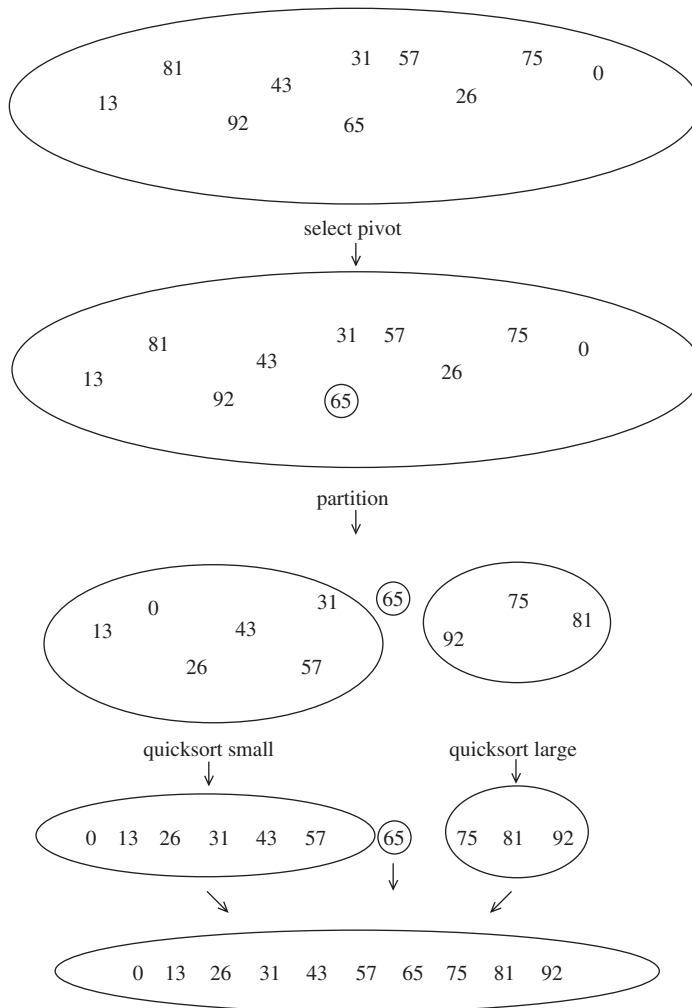 81 31 57 75 0
13 43 26
92 65
select pivot
81 31 57 75 0
13 43 26
92 65
partition
0 31 65 75
13 43 92 81
26 57
quicksort small quicksort large
0 13 26 31 43 57 65 75 81 92
0 13 26 31 43 57 65 75 81 92